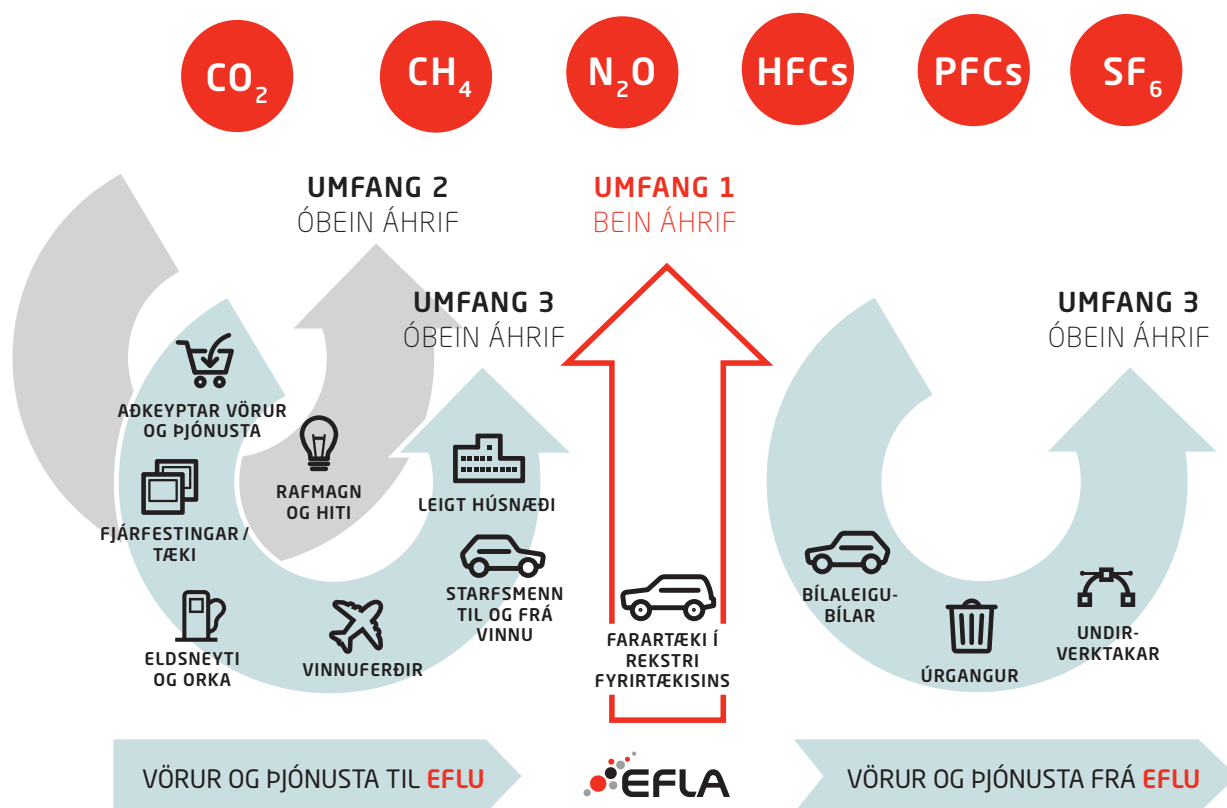 CO2
CH4
N2O
HFCs
PFCs
SF6
UMFANG 2
ÓBEIN ÁHRIF
UMFANG 1
BEIN ÁHRIF
UMFANG 3
ÓBEIN ÁHRIF
UMFANG 3
ÓBEIN ÁHRIF
AÐKEYPTAR VÖRUR
OG ÞJÓNUSTA
RAFMAGN
OG HITI
LEIGT HÚSNÆÐI
FJÁRFESTINGAR /
TÆKI
STARFSMENN
TIL OG FRÁ
VINNU
ELDSNEYTI
OG ORKA
VINNUFERÐIR
FARARTÆKI Í
REKSTRI
FYRIRTÆKISINS
BÍLALEIGU-
BÍLAR
ÚRGANGUR
UNDIR-
VERKTAKAR
VÖRUR OG ÞJÓNUSTA TIL EFLU
EFLA
VÖRUR OG ÞJÓNUSTA FRÁ EFLU